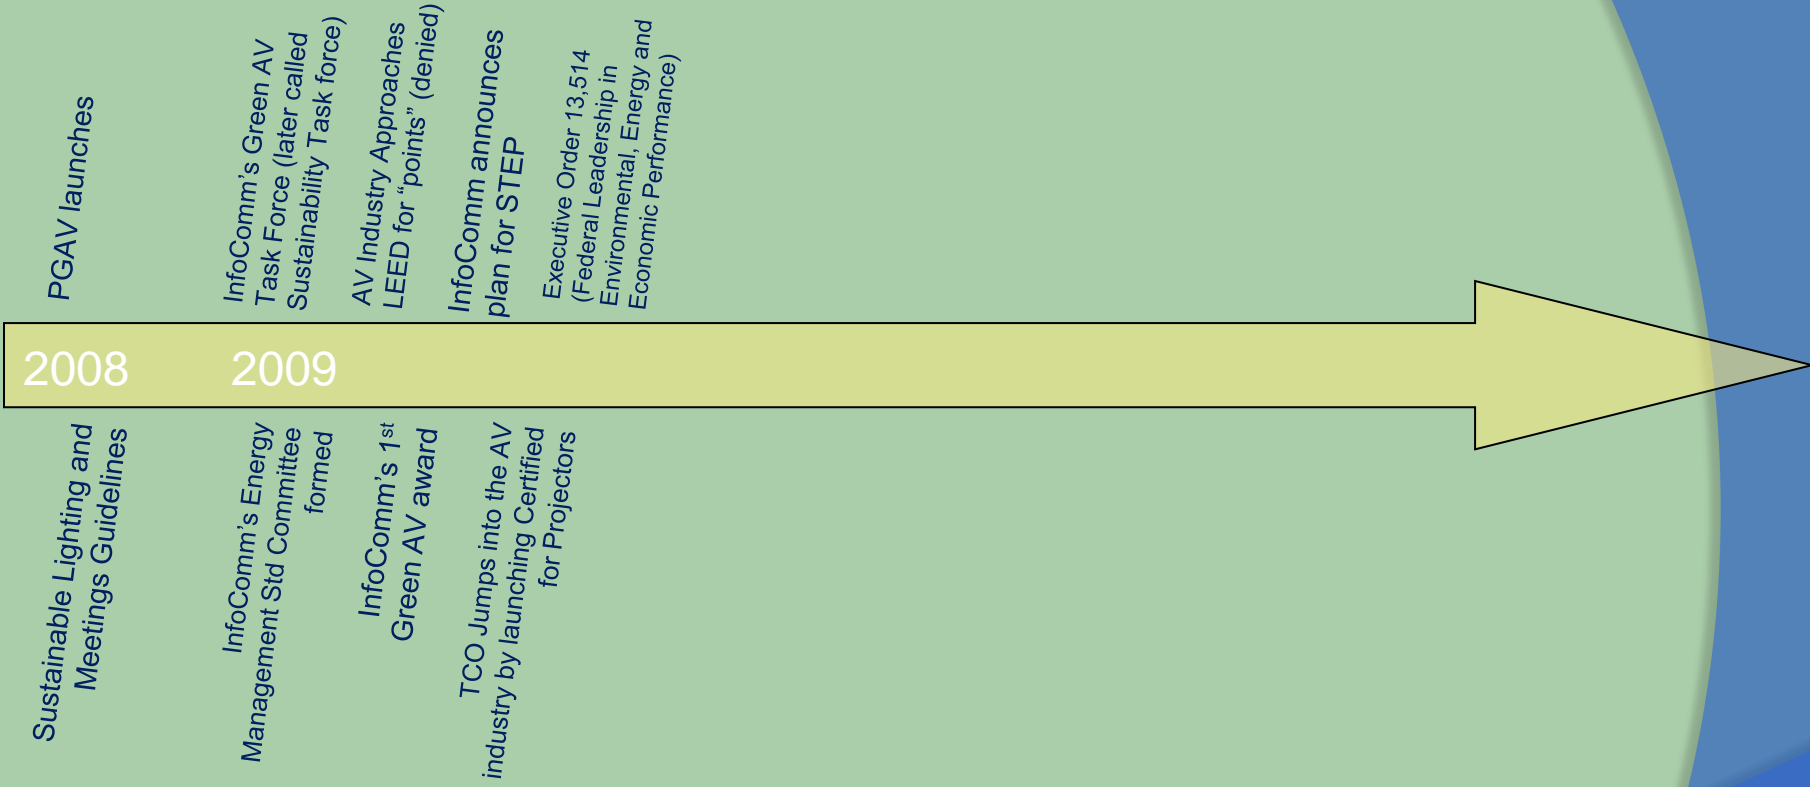 PGAV launches
InfoComm’s Green AV
Task Force (later called
Sustainability Task force)
AV Industry Approaches
LEED for “points” (denied)
InfoComm announces
plan for STEP
Executive Order 13,514
(Federal Leadership in
Environmental, Energy and
Economic Performance)
2008
2009
Sustainable Lighting and
Meetings Guidelines
InfoComm’s Energy
Management Std Committee
formed
InfoComm’s 1st
Green AV award
TCO Jumps into the AV
industry by launching Certified
for Projectors